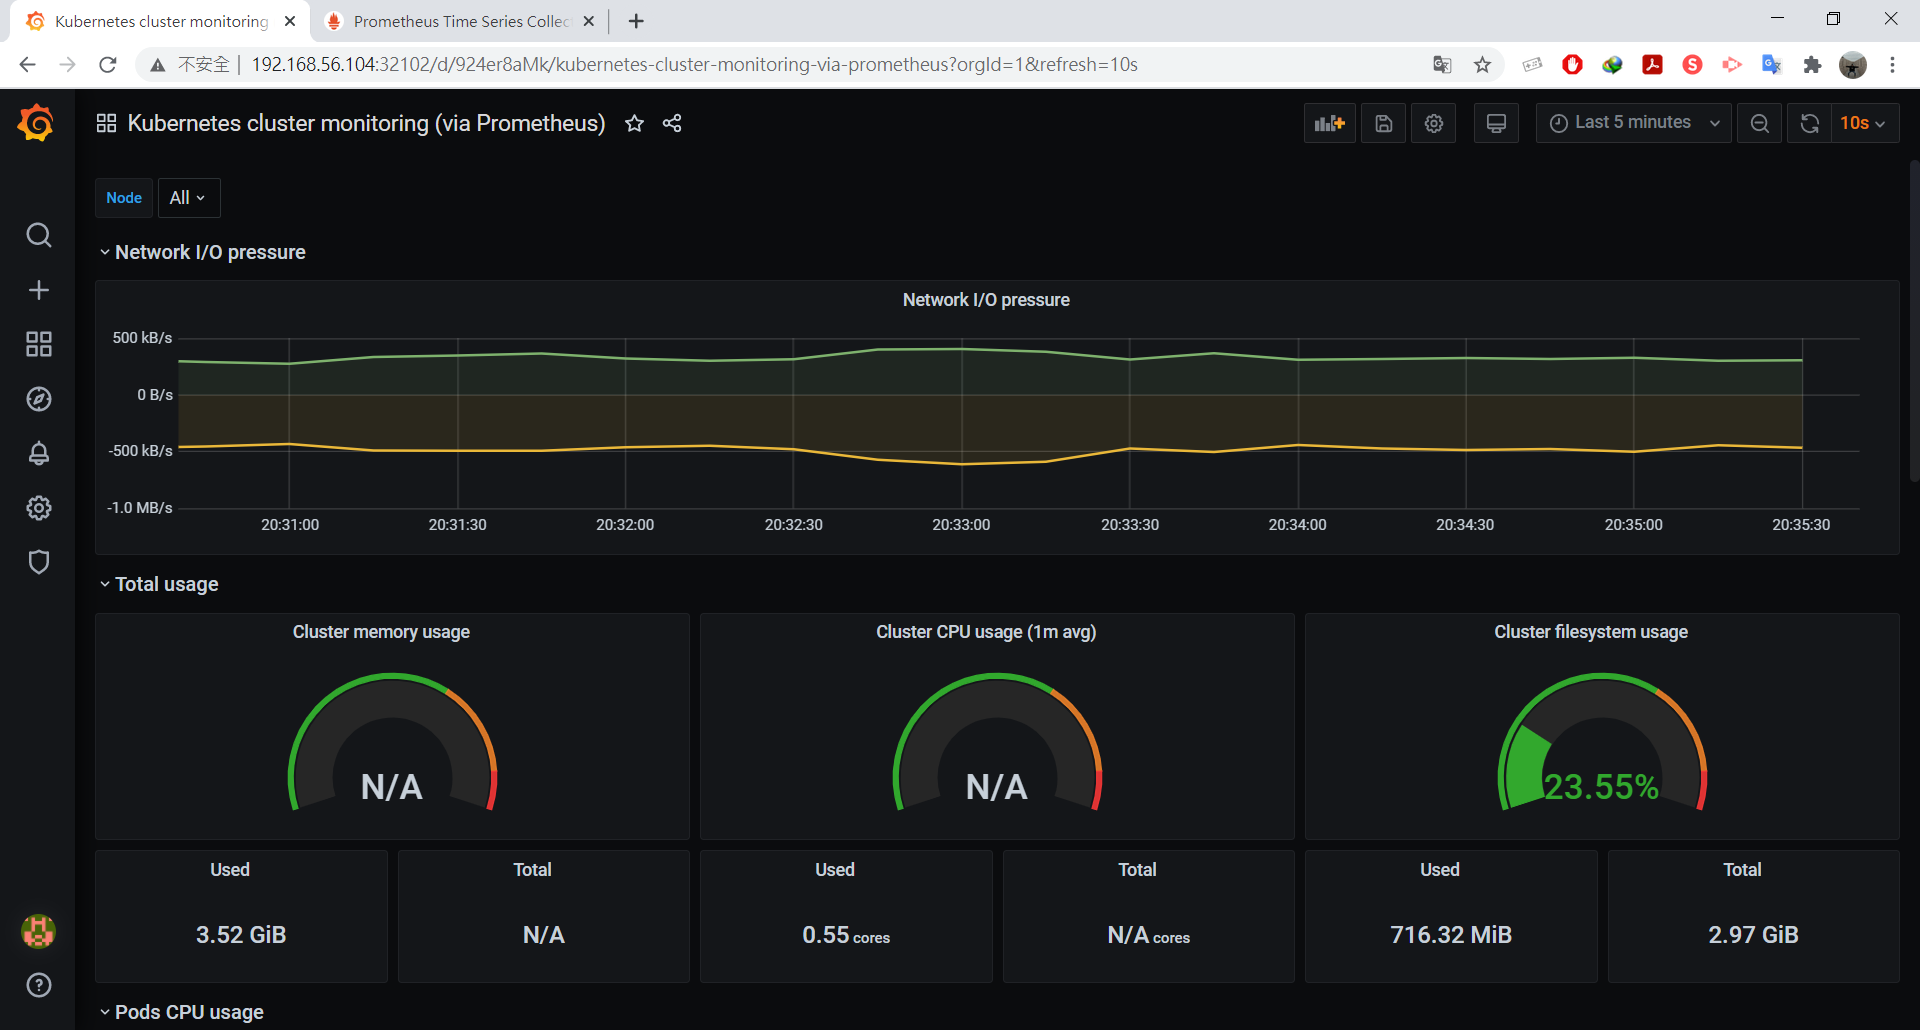 Kubernetes cluster monitoring
Prometheus Time Series Collec
不安全 192.168.56.104:32102/d/924er8aMk/kubernetes-cluster-monitoring-via-prometheus?orgId=1&refresh=10s
Kubernetes cluster monitoring (via Prometheus)
Last 5 minutes
10s
Node All
Network I/O pressure
Network I/O pressure
500 kB/s
0 B/s
-500 kB/s
-1.0 MB/s
20:31:00 20:31:30 20:32:00 20:32:30 20:33:00 20:33:30 20:34:00 20:34:30 20:35:00 20:35:30
Total usage
Cluster memory usage
N/A
Cluster CPU usage (1m avg)
N/A
Cluster filesystem usage
23.55%
Used
3.52 GiB
Total
N/A
Used
0.55 cores
Total
N/A cores
Used
716.32 MiB
Total
2.97 GiB
Pods CPU usage